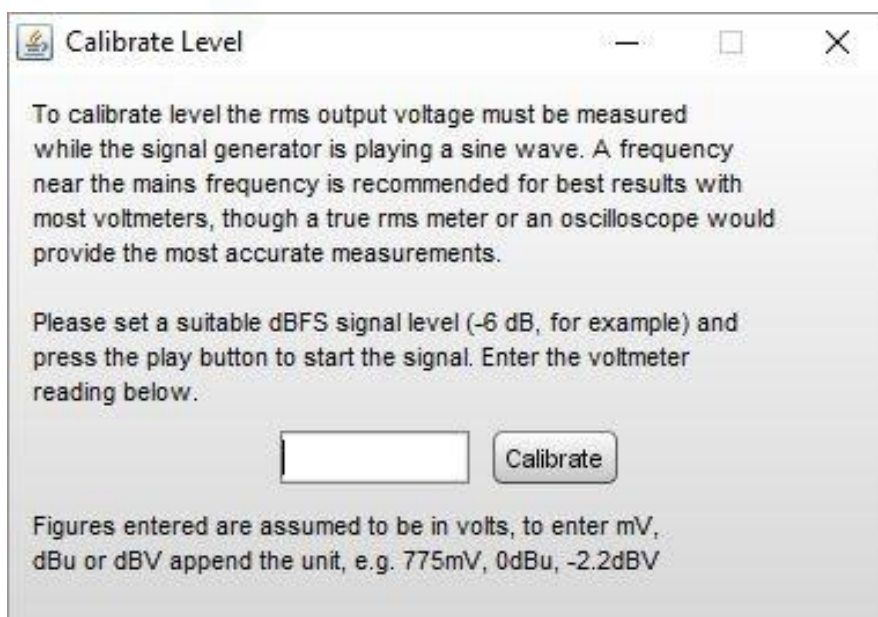 Calibrate Level
To calibrate level the rms output voltage must be measured
while the signal generator is playing a sine wave. A frequency
near the mains frequency is recommended for best results with
most voltmeters, though a true rms meter or an oscilloscope would
provide the most accurate measurements.
Please set a suitable dBFS signal level (-6 dB, for example) and
press the play button to start the signal. Enter the voltmeter
reading below.
Calibrate
Figures entered are assumed to be in volts, to enter mV,
dBu or dBV append the unit, e.g. 775mV, 0dBu, -2.2dBV